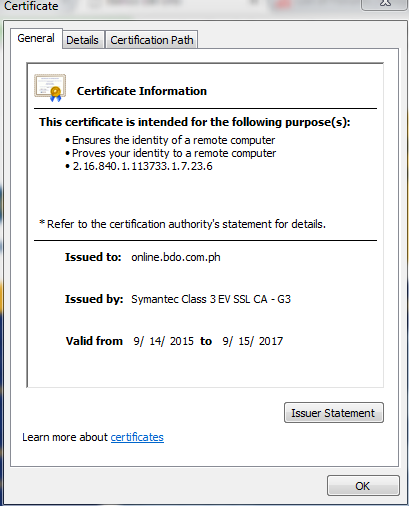 Certificate
General
Details
Certification Path
Certificate Information
This certificate is intended for the following purpose(s):
• Ensures the identity of a remote computer
• Proves your identity to a remote computer
• 2.16.840.1.113733.1.7.23.6
* Refer to the certification authority's statement for details.
Issued to: online.bdo.com.ph
Issued by: Symantec Class 3 EV SSL CA - G3
Valid from 9/ 14/ 2015 to 9/ 15/ 2017
Issuer Statement
Learn more about certificates
OK